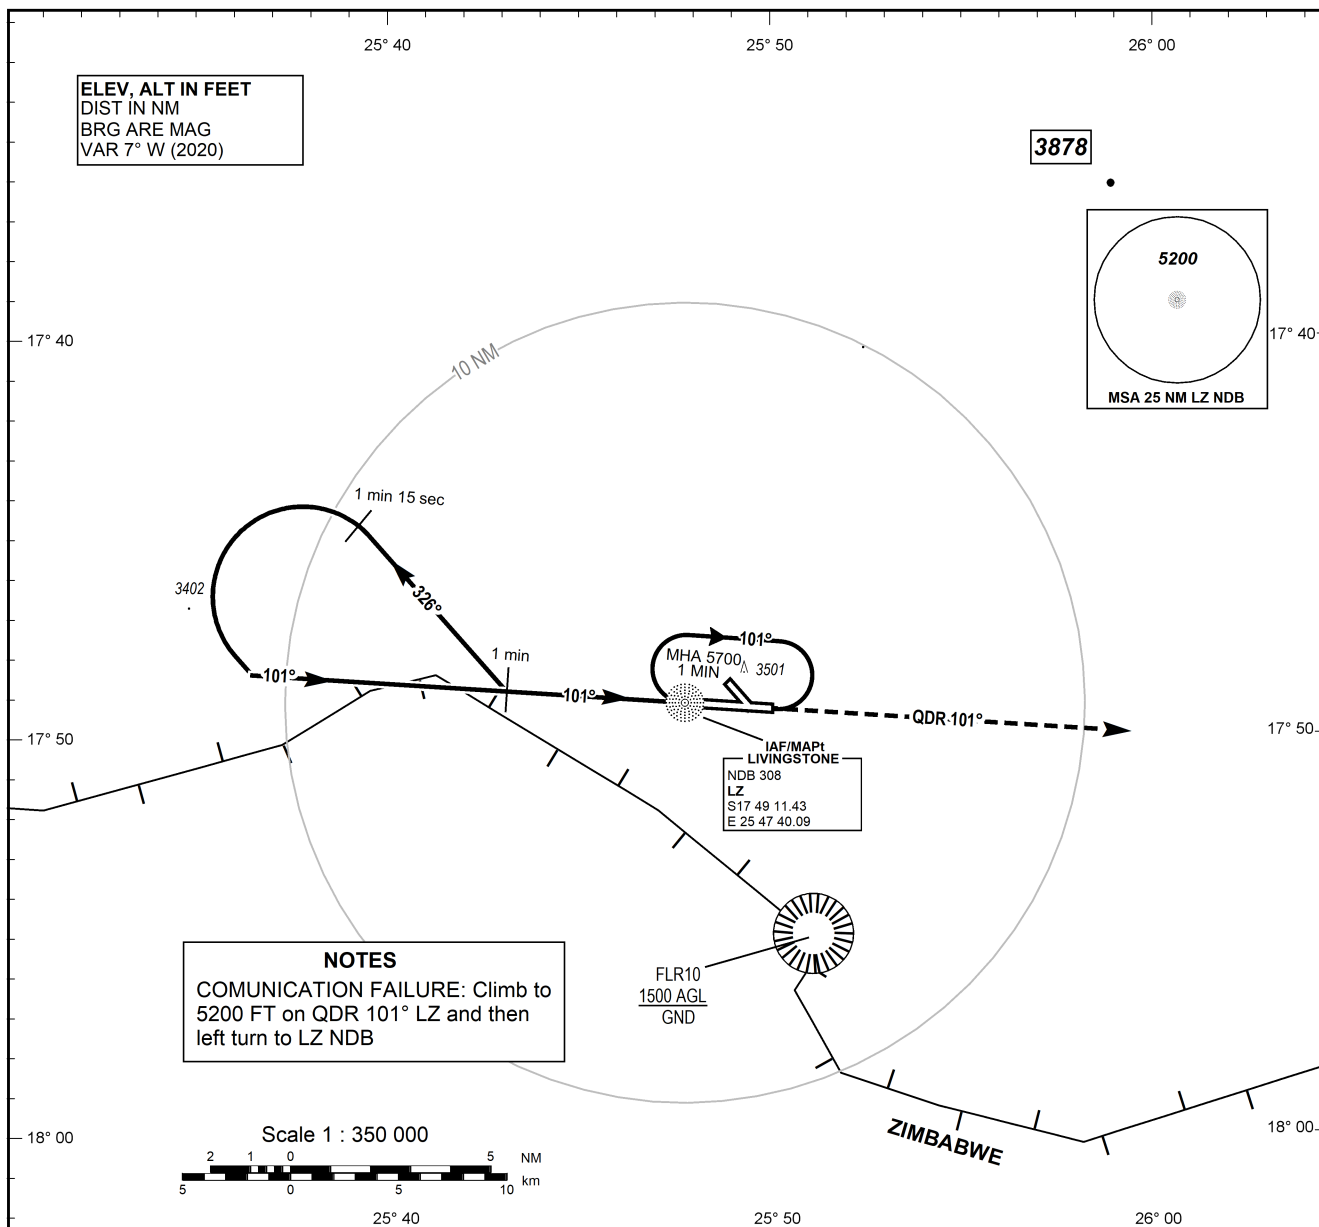 25° 40
25° 50
26° 00
ELEV, ALT IN FEET
DIST IN NM
BRG ARE MAG
VAR 7° W (2020)
3878
5200
MSA 25 NM LZ NDB
17° 40
17° 40
10 NM
1 min 15 sec
3402
326°
1 min
101°
101°
101°
MHA 5700
1 MIN
3501
QDR 101°
17° 50
17° 50
IAF/MAPt
LIVINGSTONE
NDB 308
LZ
S17 49 11.43
E 25 47 40.09
FLR10
1500 AGL
GND
NOTES
COMUNICATION FAILURE: Climb to
5200 FT on QDR 101° LZ and then
left turn to LZ NDB
ZIMBABWE
18° 00
18° 00
Scale 1 : 350 000
2 1 0 5 NM
5 0 5 10 km
25° 40
25° 50
26° 00